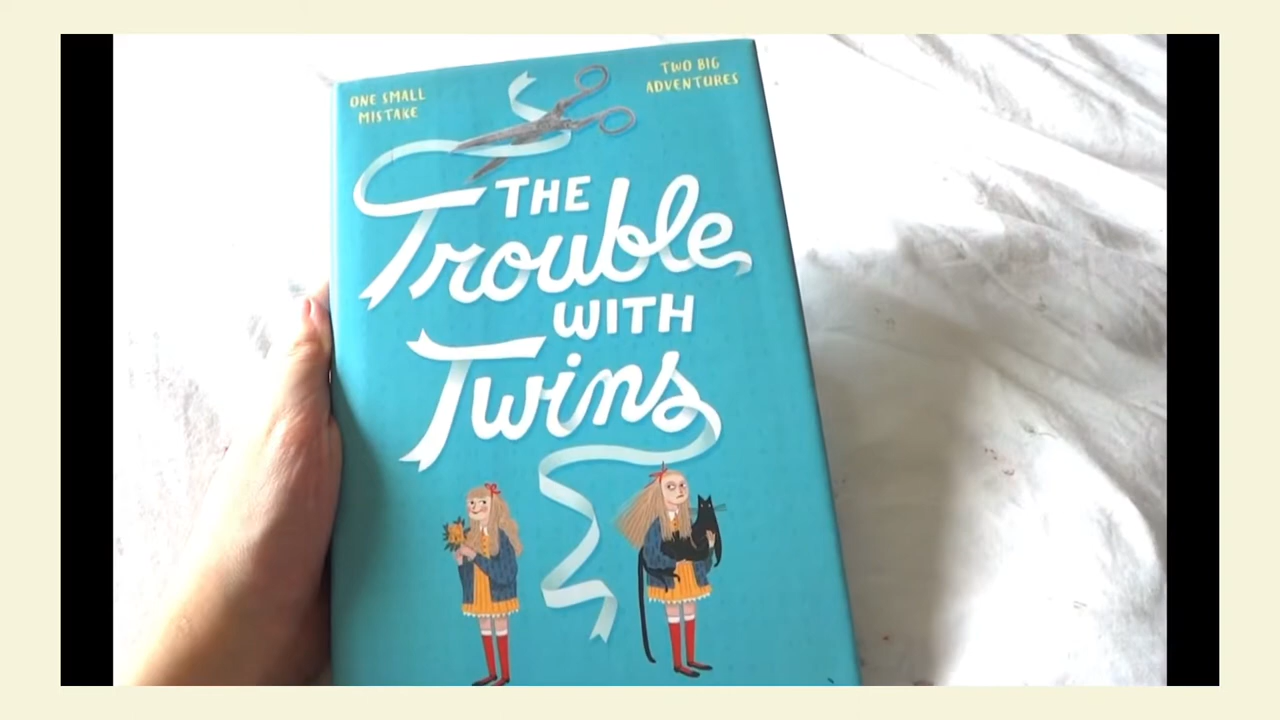 ONE SMALL
MISTAKE
TWO BIG
ADVENTURES
THE
Trouble
WITH
Twins